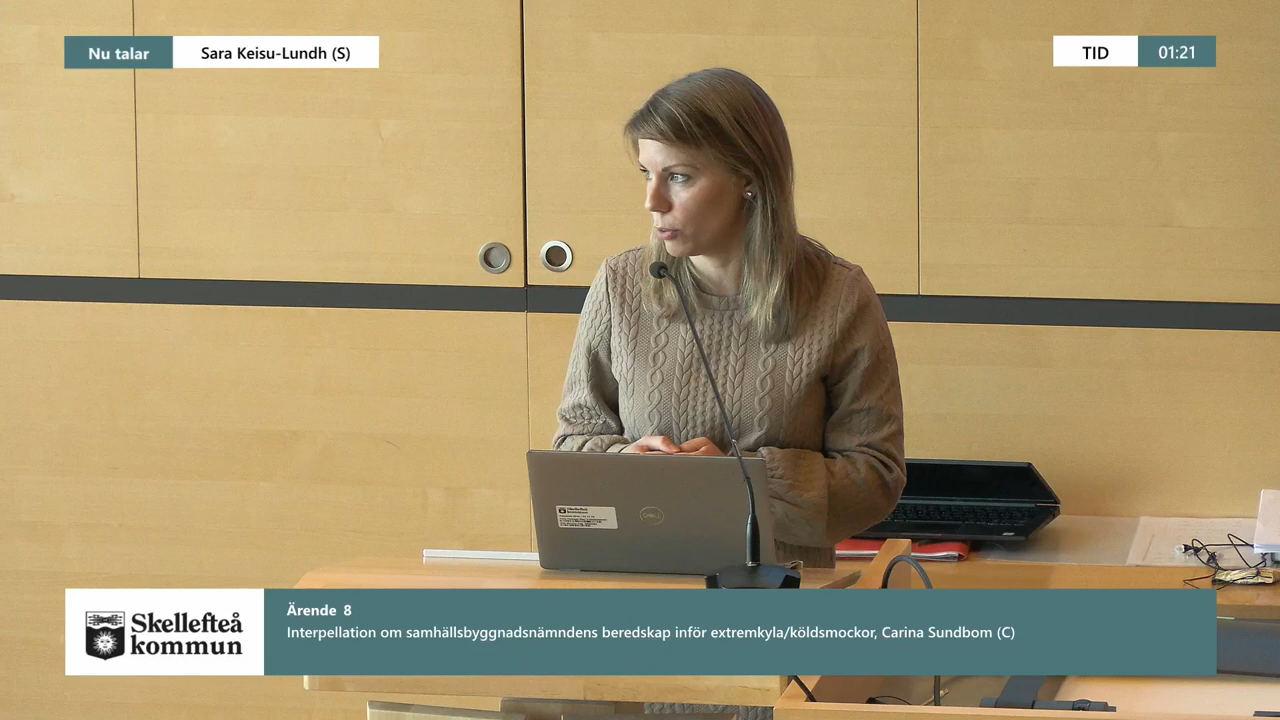 Nu talar
Sara Keisu-Lundh (S)
TID
01:21
DELL
Skellefteå
kommun
Ärende 8
Interpellation om samhällsbyggnadsnämndens beredskap inför extremkyla/köldsmockor, Carina Sundbom (C)